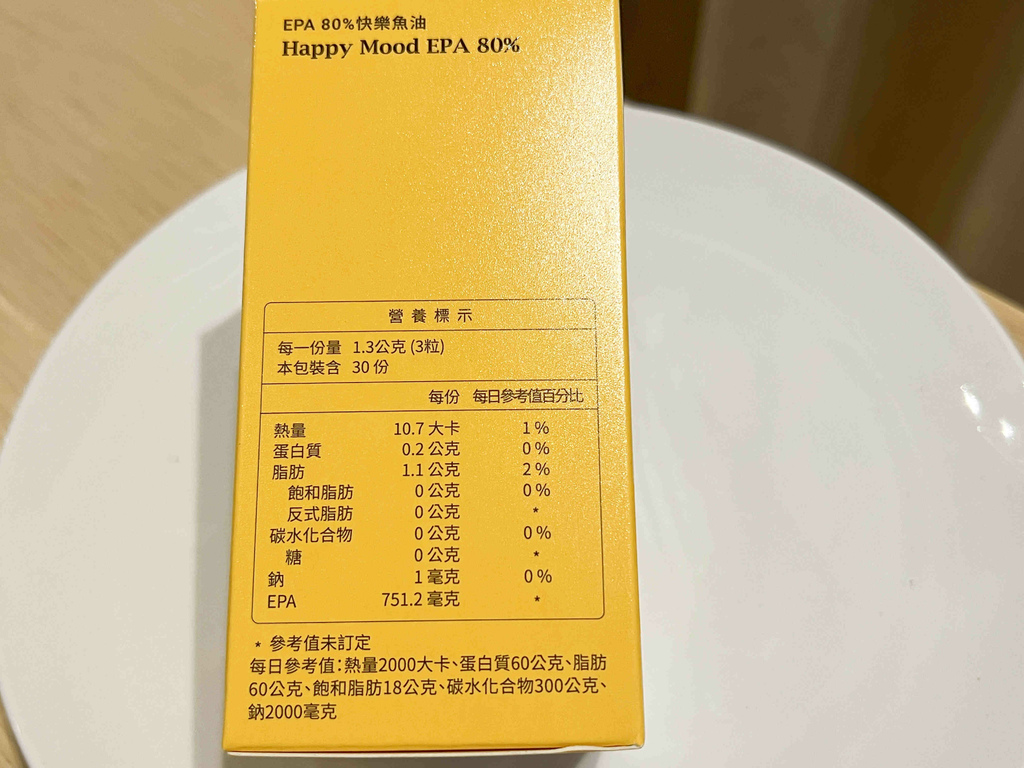 EPA 80%快樂魚油
Happy Mood EPA 80%
營養標示
每一份量 1.3公克 (3粒)
本包裝含 30 份
每份 每日參考值百分比
熱量 10.7 大卡 1 %
蛋白質 0.2 公克 0 %
脂肪 1.1 公克 2 %
飽和脂肪 0 公克 0 %
反式脂肪 0 公克 *
碳水化合物 0 公克 0 %
糖 0 公克 *
鈉 1 毫克 0 %
EPA 751.2 毫克 *
* 參考值未訂定
每日參考值:熱量2000大卡、蛋白質60公克、脂肪
60公克、飽和脂肪18公克、碳水化合物300公克、
鈉2000毫克